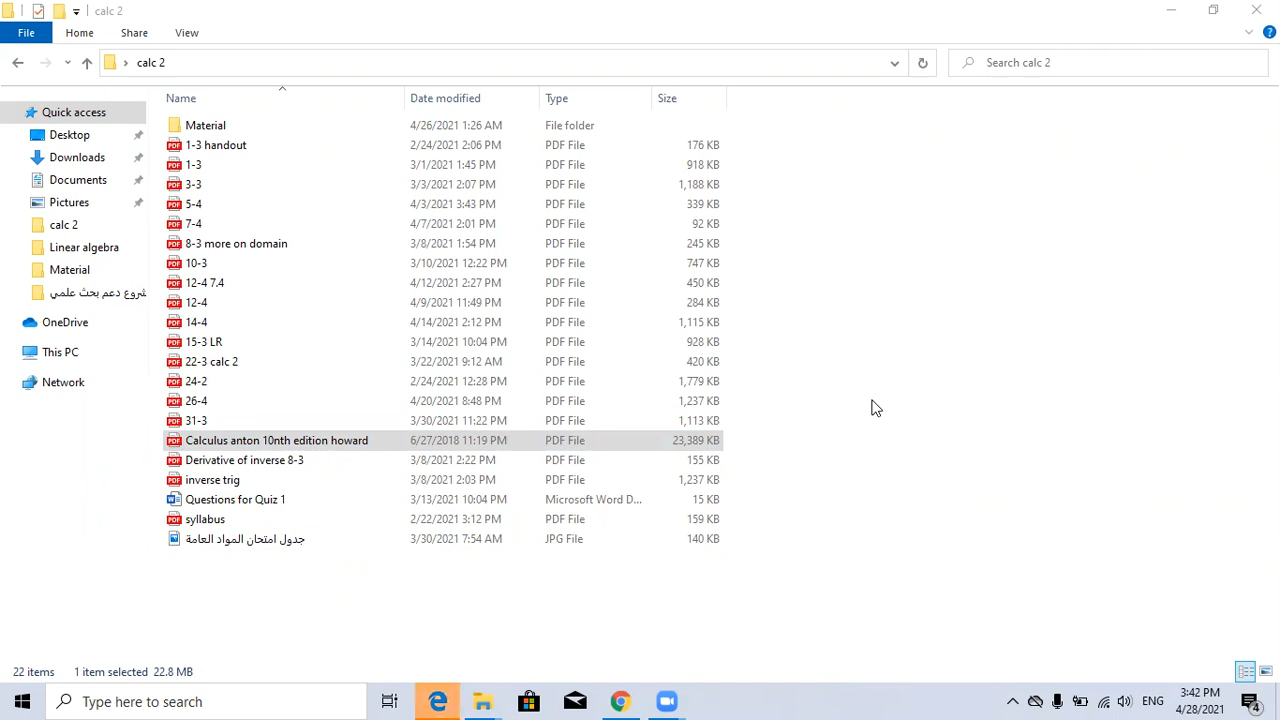 calc 2
File Home Share View
calc 2 Search calc 2
Name Date modified Type Size
Quick access
Desktop
Downloads
Documents
Pictures
calc 2
Linear algebra
Material
شروع دعم بحث علمي
OneDrive
This PC
Network
Material 4/26/2021 1:26 AM File folder
1-3 handout 2/24/2021 2:06 PM PDF File 176 KB
1-3 3/1/2021 1:45 PM PDF File 918 KB
3-3 3/3/2021 2:07 PM PDF File 1,188 KB
5-4 4/3/2021 3:43 PM PDF File 339 KB
7-4 4/7/2021 2:01 PM PDF File 92 KB
8-3 more on domain 3/8/2021 1:54 PM PDF File 245 KB
10-3 3/10/2021 12:22 PM PDF File 747 KB
12-4 7.4 4/12/2021 2:27 PM PDF File 450 KB
12-4 4/9/2021 11:49 PM PDF File 284 KB
14-4 4/14/2021 2:12 PM PDF File 1,115 KB
15-3 LR 3/14/2021 10:04 PM PDF File 928 KB
22-3 calc 2 3/22/2021 9:12 AM PDF File 420 KB
24-2 2/24/2021 12:28 PM PDF File 1,779 KB
26-4 4/20/2021 8:48 PM PDF File 1,237 KB
31-3 3/30/2021 11:22 PM PDF File 1,113 KB
Calculus anton 10nth edition howard 6/27/2018 11:19 PM PDF File 23,389 KB
Derivative of inverse 8-3 3/8/2021 2:22 PM PDF File 155 KB
inverse trig 3/8/2021 2:03 PM PDF File 1,237 KB
Questions for Quiz 1 3/13/2021 10:04 PM Microsoft Word D... 15 KB
syllabus 2/22/2021 3:12 PM PDF File 159 KB
جدول امتحان المواد العامة 3/30/2021 7:54 AM JPG File 140 KB
22 items 1 item selected 22.8 MB
Type here to search ENG 3:42 PM
4/28/2021 4